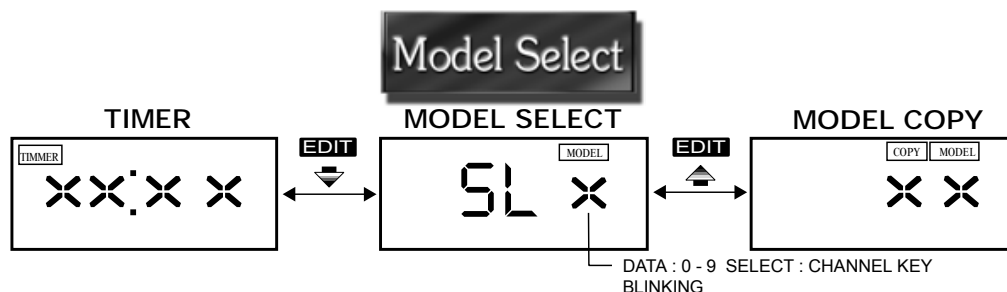 Model Select
TIMER
MODEL SELECT
MODEL COPY
TIMMER
XX:X X
EDIT
MODEL
SL X
EDIT
COPY MODEL
X X
DATA : 0 - 9 SELECT : CHANNEL KEY
BLINKING